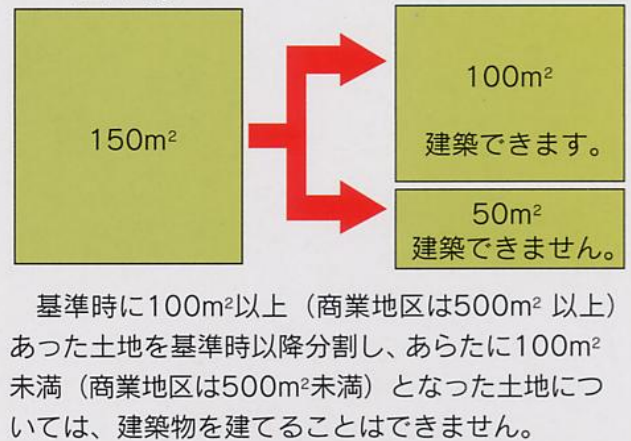 150m²
100m²
建築できます。
50m²
建築できません。
基準時に100m²以上（商業地区は500m² 以上）
あった土地を基準時以降分割し、あらたに100m²
未満（商業地区は500m²未満）となった土地につ
いては、建築物を建てることはできません。